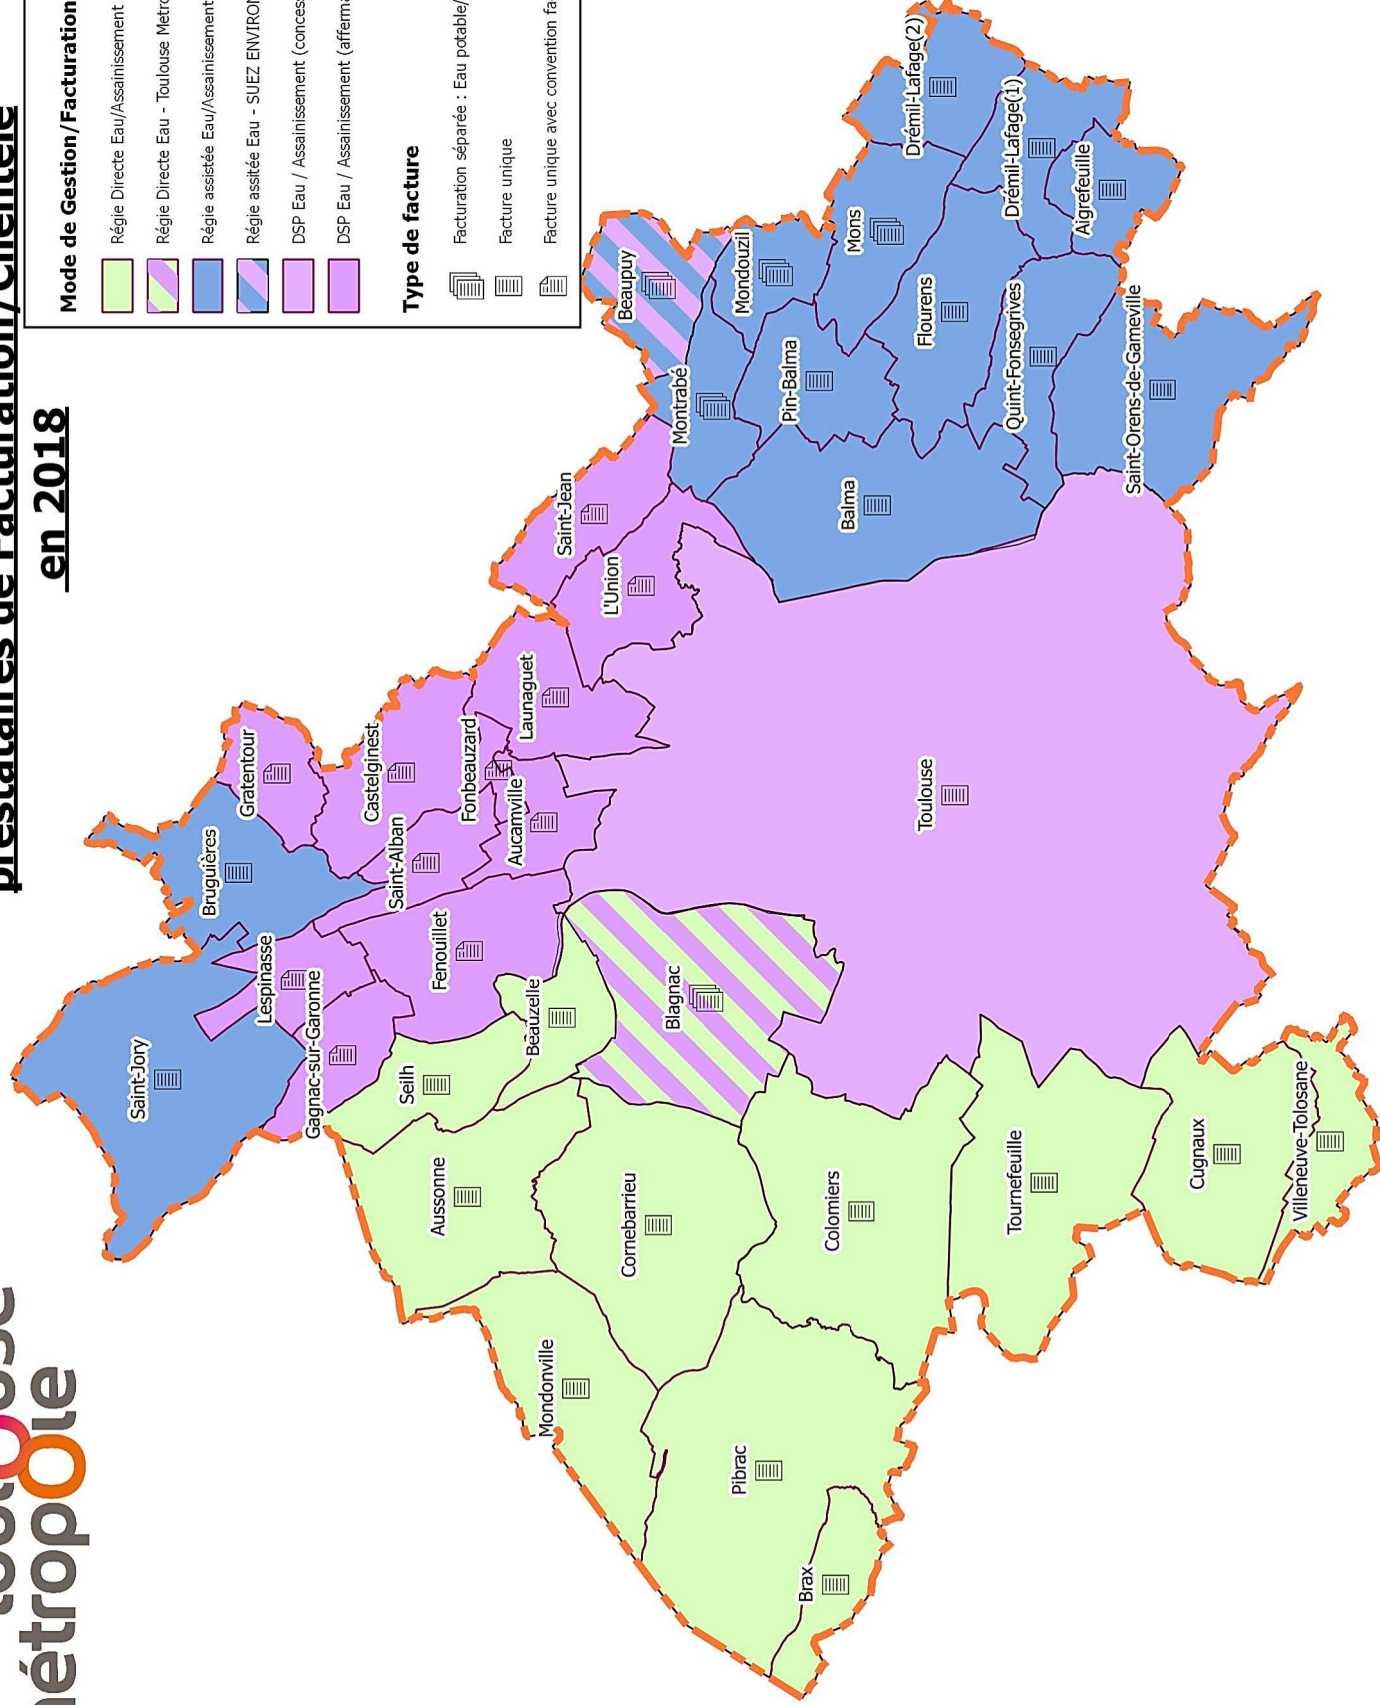 prestataires de Facturation/Clientèle
en 2018
métropole
Mode de Gestion/Facturation
Régie Directe Eau/Assainissement
Régie Directe Eau - Toulouse Metro
Régie assistée Eau/Assainissement
Régie assitée Eau - SUEZ ENVIRON
DSP Eau / Assainissement (concess
DSP Eau / Assainissement (afferma
Type de facture
Facturation séparée : Eau potable/
Facture unique
Facture unique avec convention fa
Saint-Jory
Bruguières
Gratentour
Lespinasse
Gagnac-sur-Garonne
Castelginest
Saint-Alban
Fonbeauzard
Aucamville
Launaguet
Fenouillet
Seilh
Beauzelle
Aussonne
Mondonville
Cornebarrieu
Blagnac
Saint-Jean
L'Union
Beaupuy
Montrabé
Mondouzil
Pin-Balma
Mons
Drémil-Lafage(2)
Drémil-Lafage(1)
Aigrefeuille
Flourens
Quint-Fonsegrives
Balma
Saint-Orens-de-Gameville
Toulouse
Colomiers
Pibrac
Brax
Tournefeuille
Cugnaux
Villeneuve-Tolosane